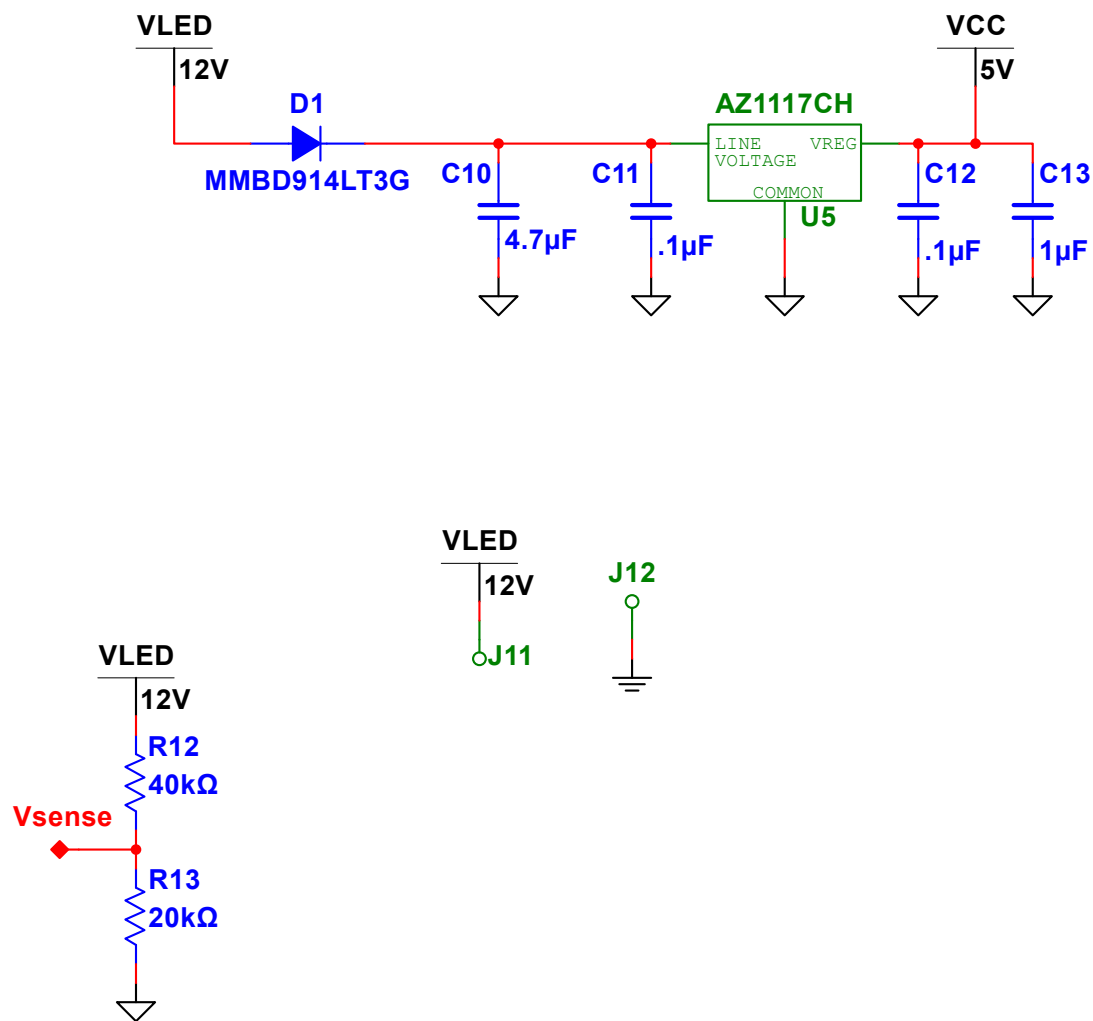 VLED
12V
VCC
5V
D1
MMBD914LT3G
AZ1117CH
LINE VREG
VOLTAGE
COMMON
U5
C10
4.7µF
C11
.1µF
C12
.1µF
C13
1µF
VLED
12V
J11
J12
VLED
12V
R12
40kΩ
Vsense
R13
20kΩ